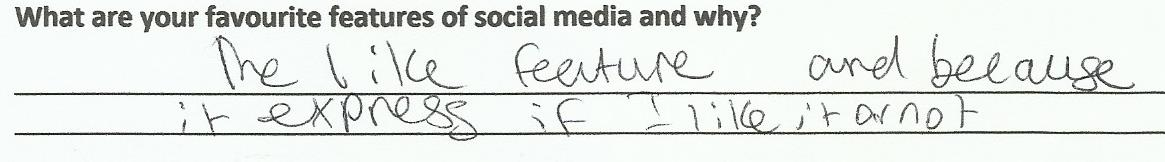 What are your favourite features of social media and why?
The like feature and because
it express if I like it or not